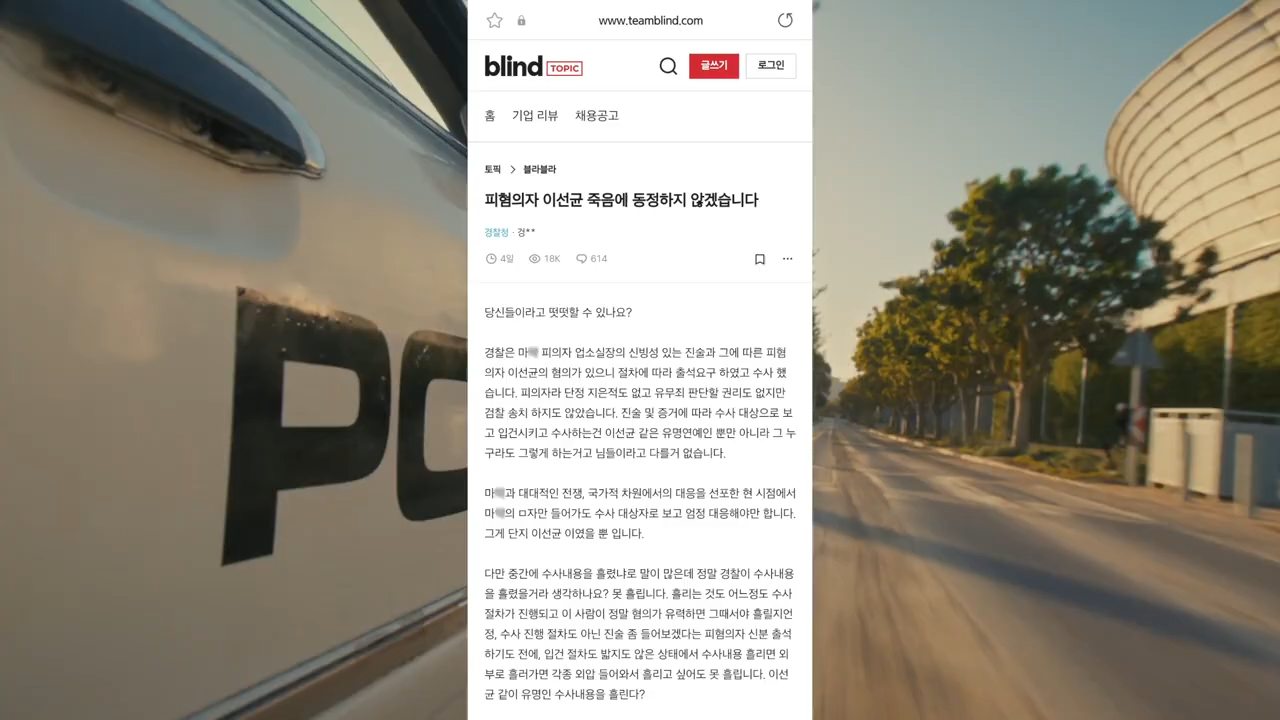 www.teamblind.com
blind TOPIC
글쓰기
로그인
홈 기업 리뷰 채용공고
토픽 > 블라블라
피혐의자 이선균 죽음에 동정하지 않겠습니다
경찰청 · 경**
4일 18K 614
당신들이라고 떳떳할 수 있나요?
경찰은 마 피의자 업소실장의 신빙성 있는 진술과 그에 따른 피혐
의자 이선균의 혐의가 있으니 절차에 따라 출석요구 하였고 수사 했
습니다. 피의자라 단정 지은적도 없고 유무죄 판단할 권리도 없지만
검찰 송치 하지도 않았습니다. 진술 및 증거에 따라 수사 대상으로 보
고 입건시키고 수사하는건 이선균 같은 유명연예인 뿐만 아니라 그 누
구라도 그렇게 하는거고 님들이라고 다를거 없습니다.
마 과 대대적인 전쟁, 국가적 차원에서의 대응을 선포한 현 시점에서
마 의 ㅁ자만 들어가도 수사 대상자로 보고 엄정 대응해야만 합니다.
그게 단지 이선균 이였을 뿐 입니다.
다만 중간에 수사내용을 흘렸냐로 말이 많은데 정말 경찰이 수사내용
을 흘렸을거라 생각하나요? 못 흘립니다. 흘리는 것도 어느정도 수사
절차가 진행되고 이 사람이 정말 혐의가 유력하면 그때서야 흘릴지언
정, 수사 진행 절차도 아닌 진술 좀 들어보겠다는 피혐의자 신분 출석
하기도 전에, 입건 절차도 밟지도 않은 상태에서 수사내용 흘리면 외
부로 흘러가면 각종 외압 들어와서 흘리고 싶어도 못 흘립니다. 이선
균 같이 유명인 수사내용을 흘린다?
PO